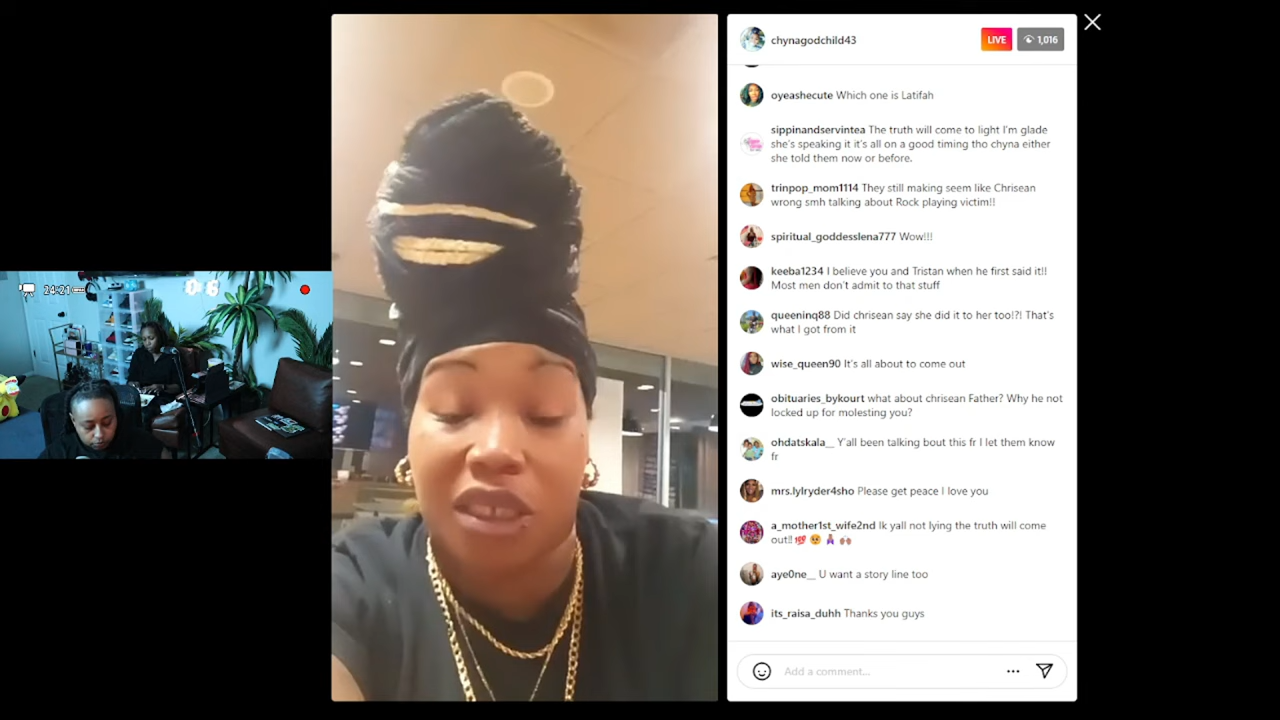 chynagodchild43
LIVE
1,016
oyeashecute Which one is Latifah
sippinandservintea The truth will come to light I'm glade
she's speaking it it's all on a good timing tho chyna either
she told them now or before.
trinpop_mom1114 They still making seem like Chrisean
wrong smh talking about Rock playing victim!!
spiritual_goddesslena777 Wow!!!
keeba1234 I believe you and Tristan when he first said it!!
Most men don't admit to that stuff
queeninq88 Did chrisean say she did it to her too!?! That's
what I got from it
wise_queen90 It's all about to come out
obituaries_bykourt what about chrisean Father? Why he not
locked up for molesting you?
ohdatskala__ Y'all been talking bout this fr I let them know
fr
mrs.lylryder4sho Please get peace I love you
a_mother1st_wife2nd Ik yall not lying the truth will come
out!! 💯
aye0ne__ U want a story line too
its_raisa_duhh Thanks you guys
Add a comment...
24:21